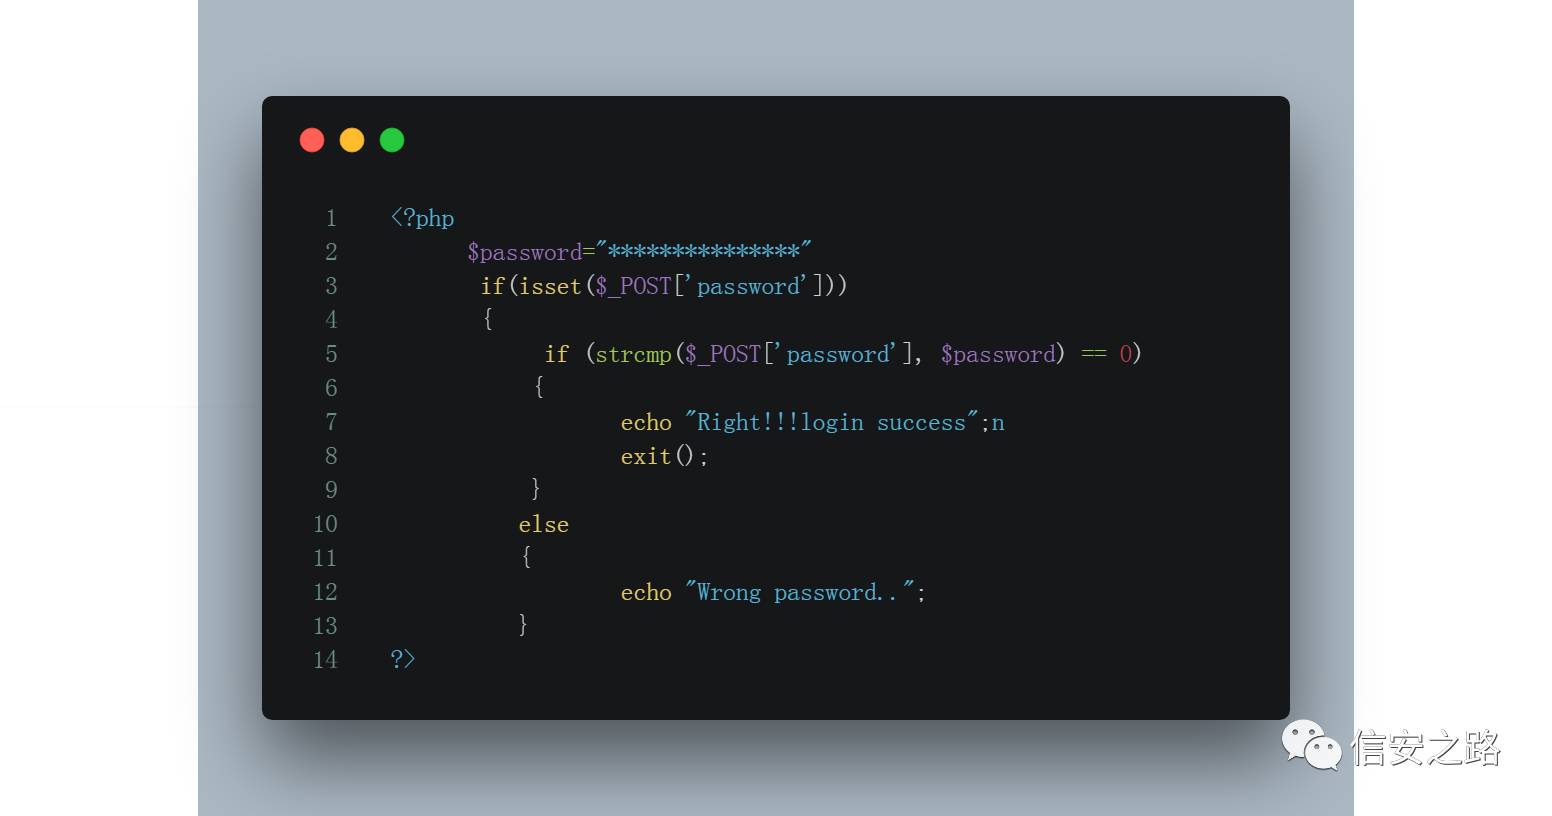 1 <?php
2 $password="***************"
3 if(isset($_POST['password']))
4 {
5 if (strcmp($_POST['password'], $password) == 0)
6 {
7 echo "Right!!!login success";n
8 exit();
9 }
10 else
11 {
12 echo "Wrong password..";
13 }
14 ?>
信安之路